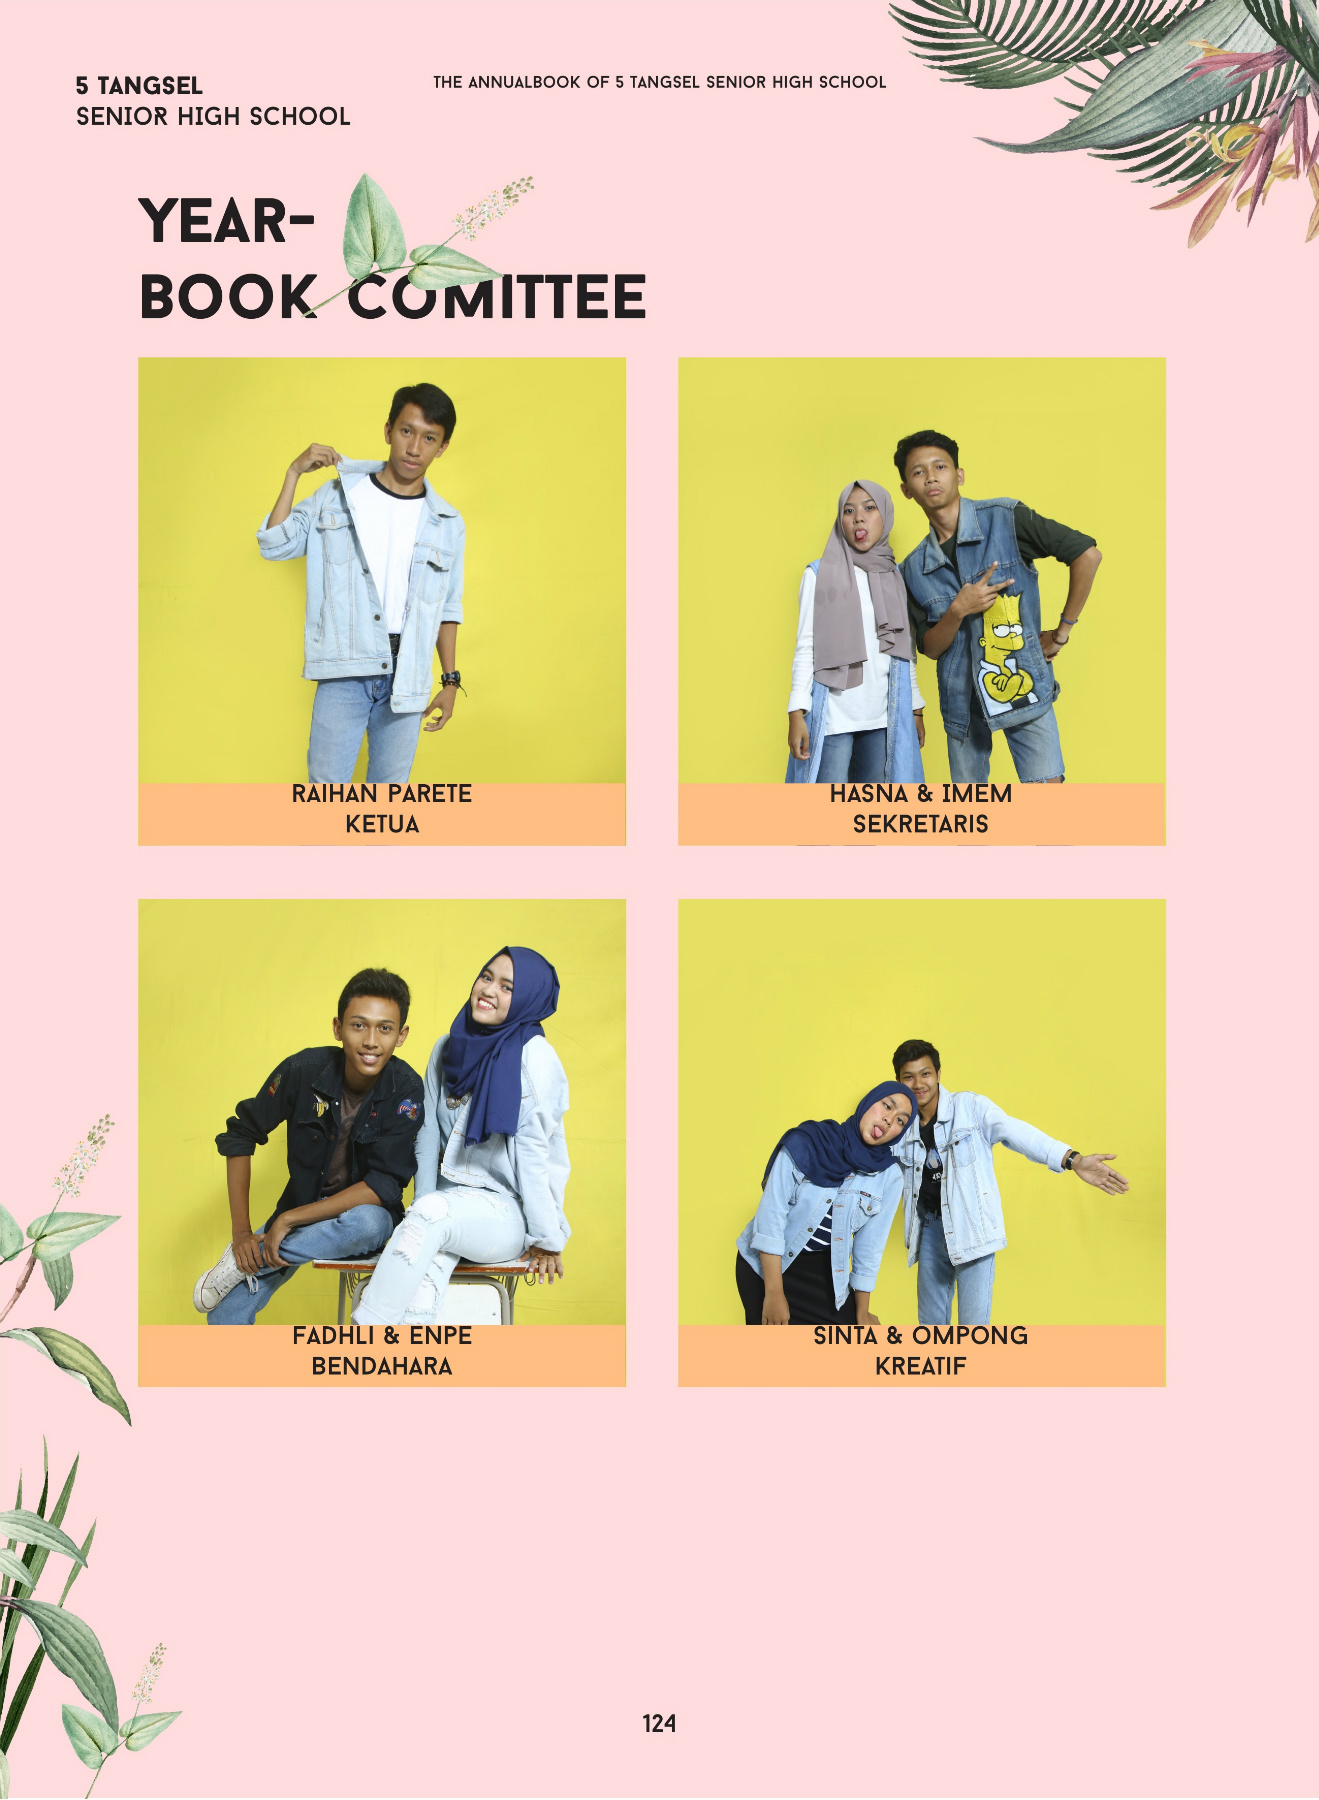 5 TANGSEL
SENIOR HIGH SCHOOL
THE ANNUALBOOK OF 5 TANGSEL SENIOR HIGH SCHOOL
YEAR-
BOOK COMITTEE
RAIHAN PARETE
KETUA
HASNA & IMEM
SEKRETARIS
FADHLI & ENPE
BENDAHARA
SINTA & OMPONG
KREATIF
124